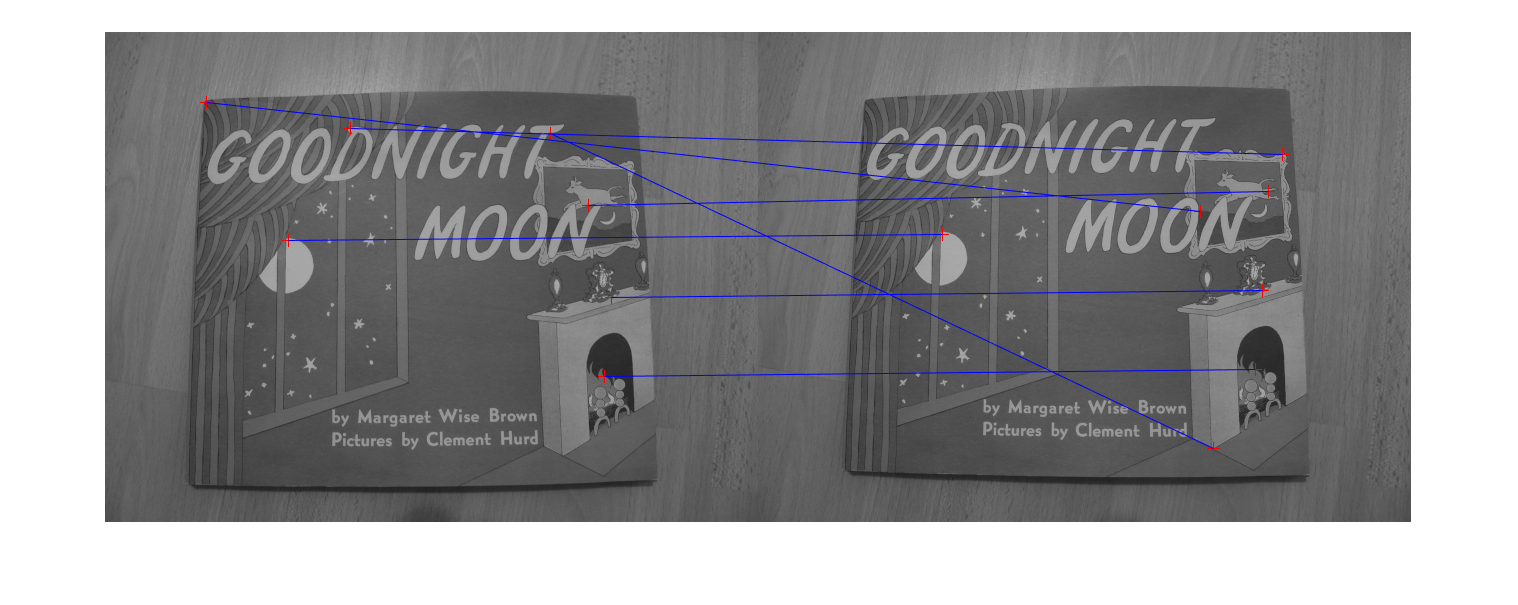 GOODNIGHT
MOON
by Margaret Wise Brown
Pictures by Clement Hurd
GOODNIGHT
MOON
by Margaret Wise Brown
Pictures by Clement Hurd